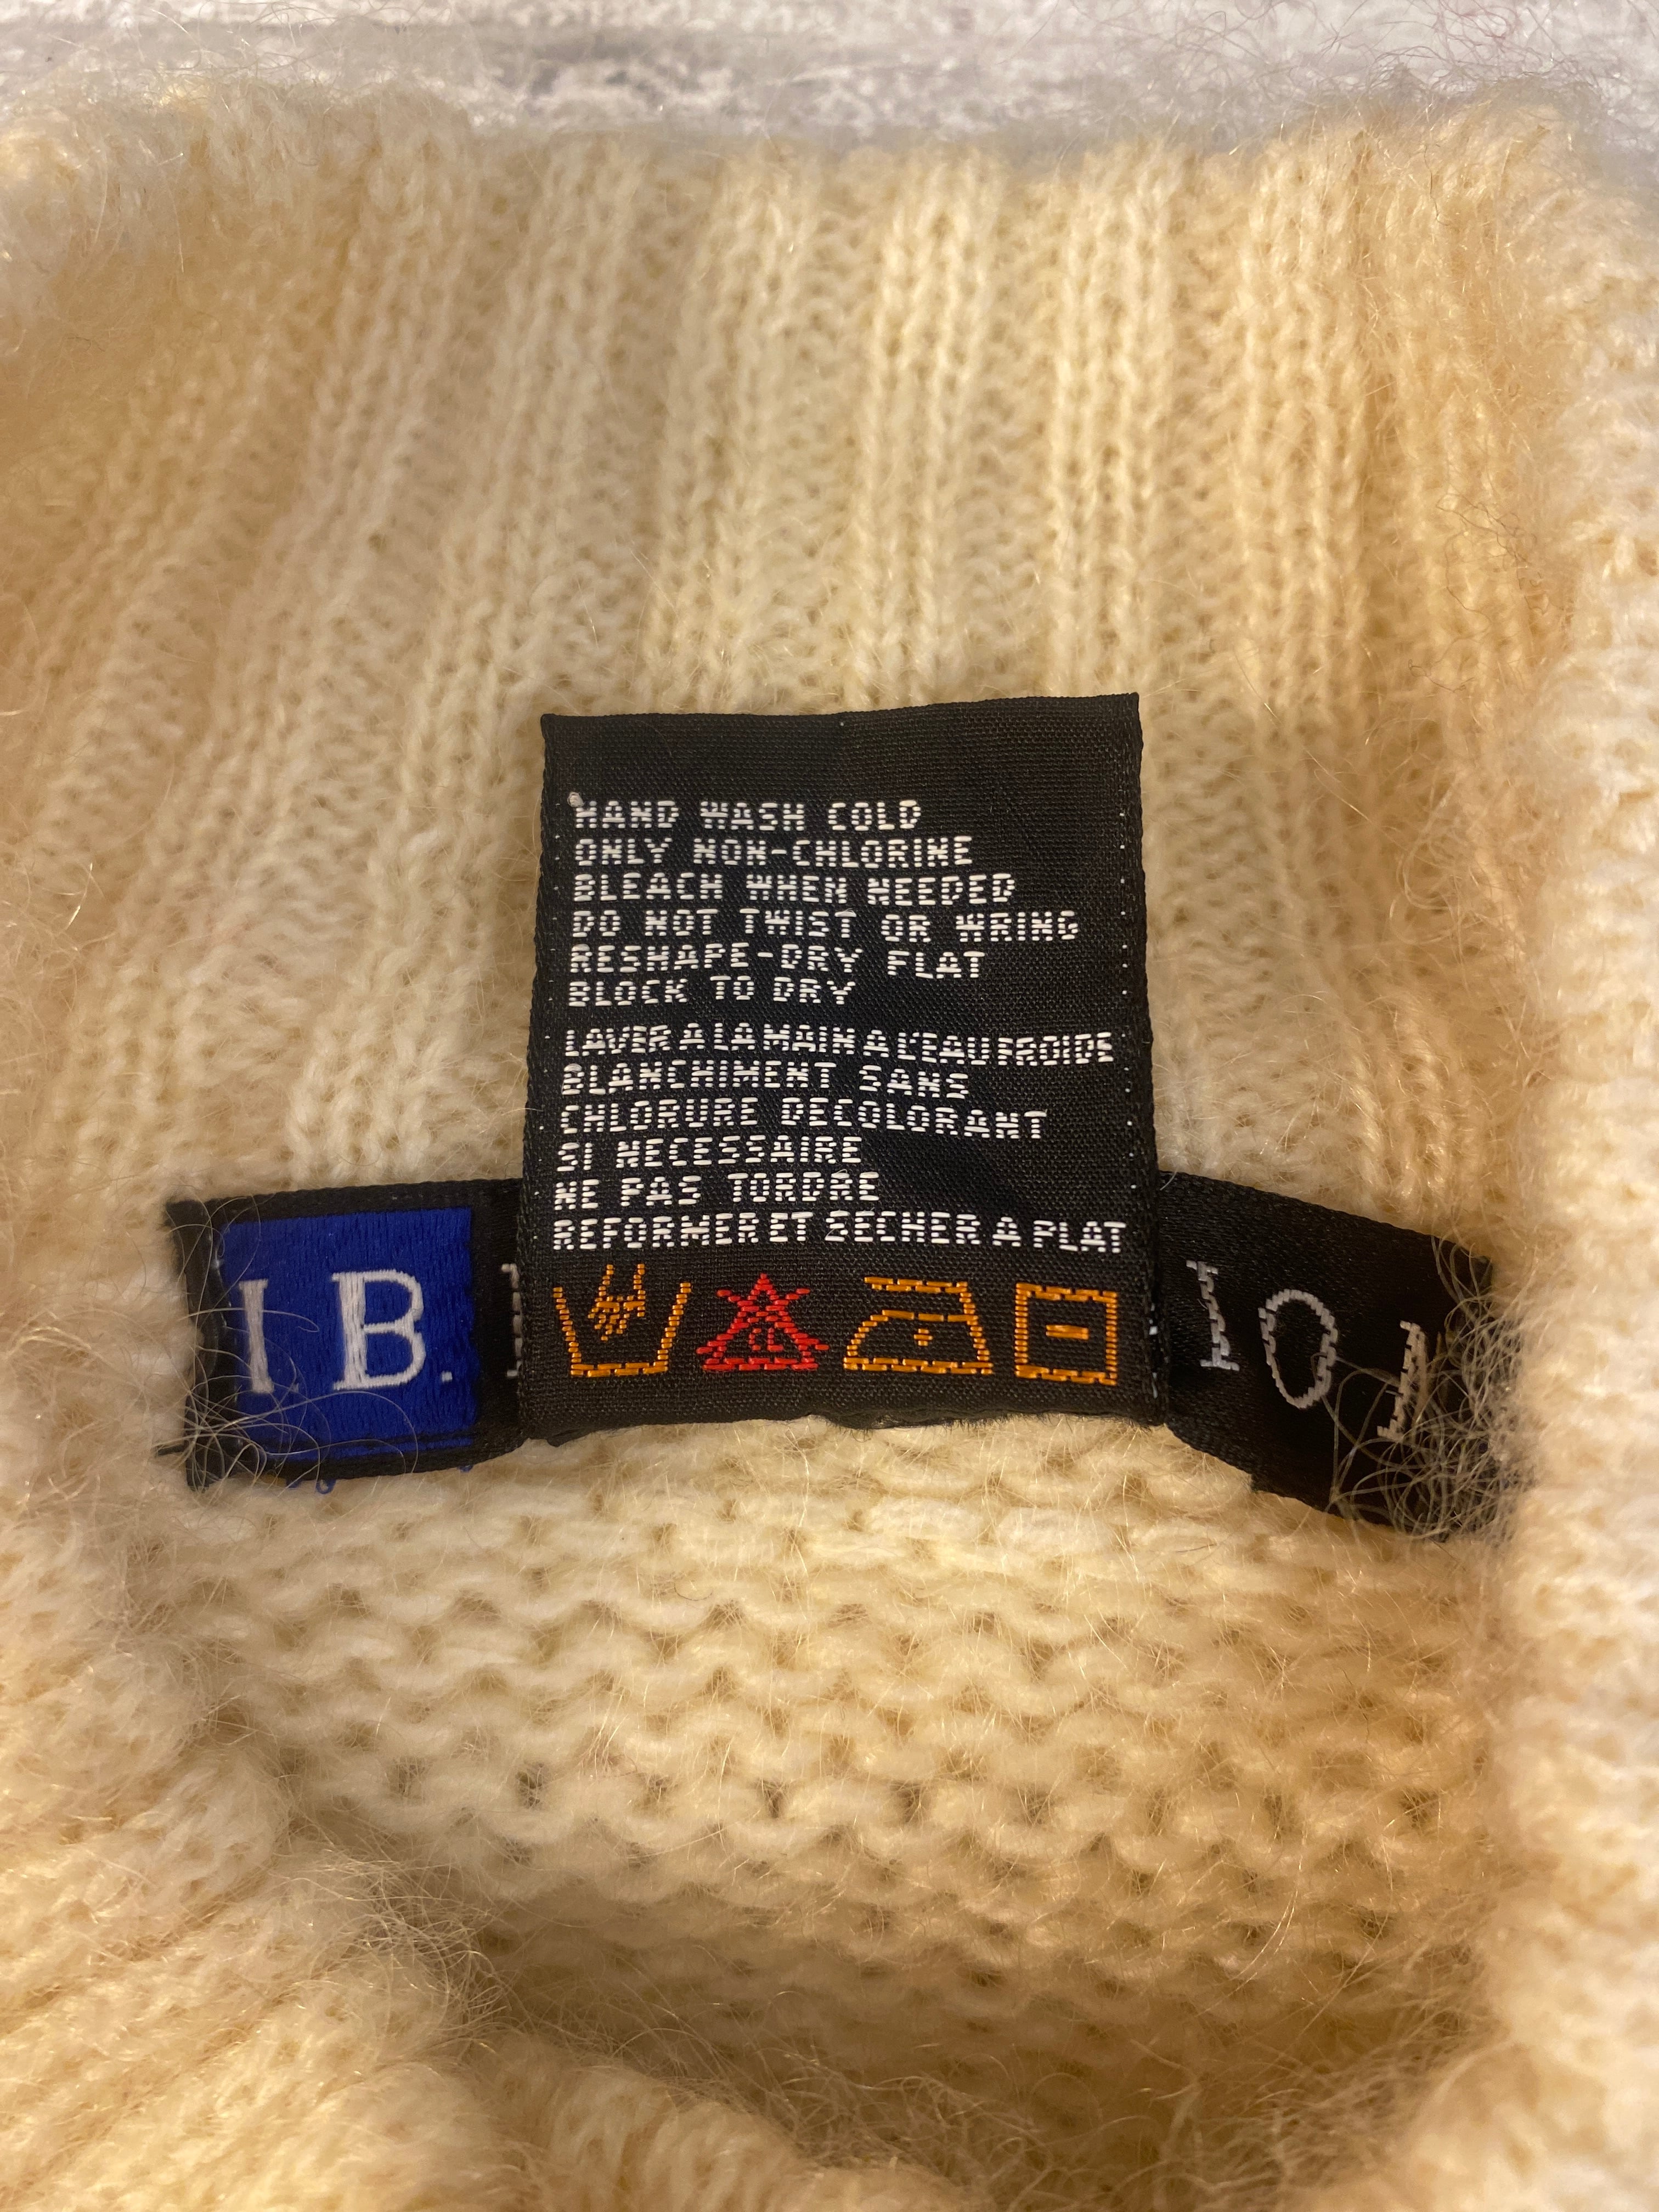 HAND WASH COLD
ONLY NON-CHLORINE
BLEACH WHEN NEEDED
DO NOT TWIST OR WRING
RESHAPE-DRY FLAT
BLOCK TO DRY
LAVER A LA MAIN A L'EAU FROIDE
BLANCHIMENT SANS
CHLORURE DECOLORANT
SI NECESSAIRE
NE PAS TORDRE
REFORMER ET SECHER A PLAT
CL
I. B.